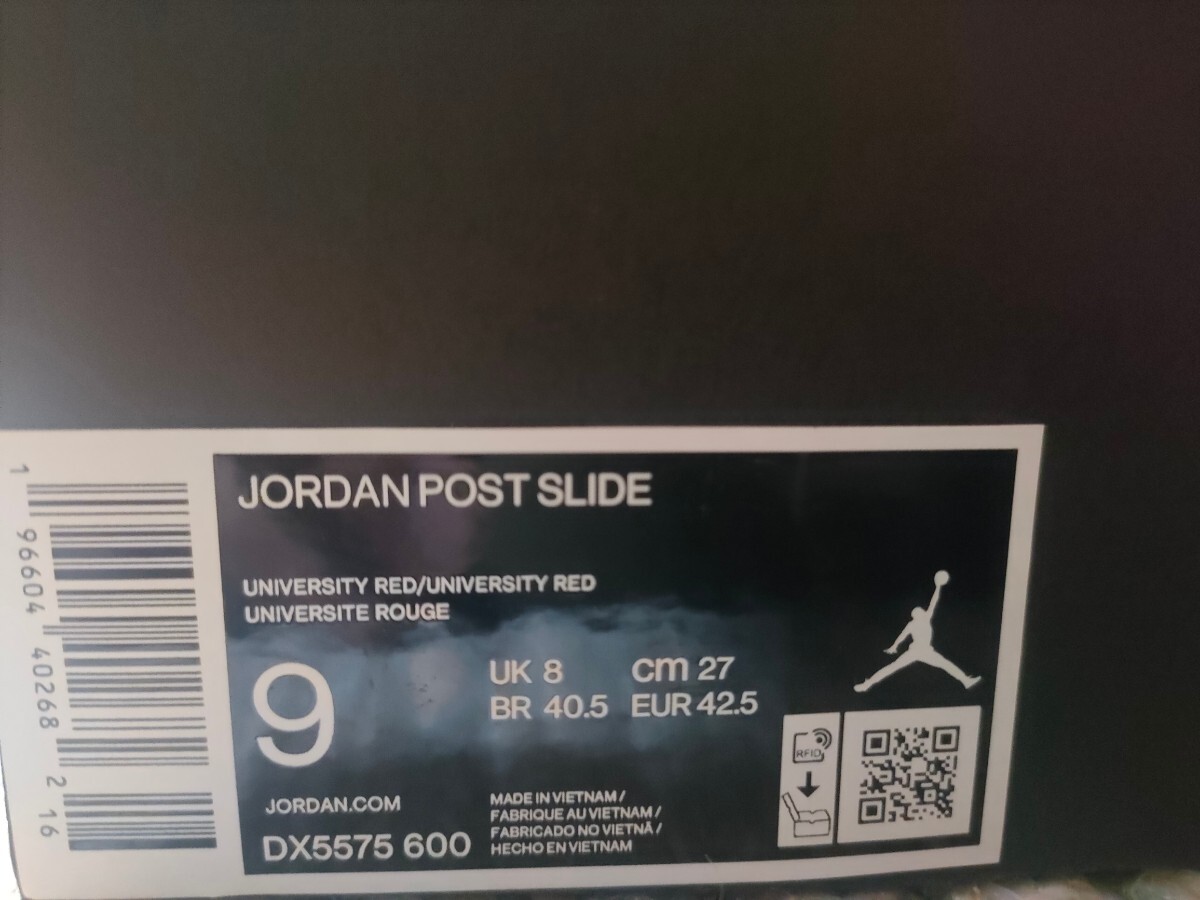 JORDAN POST SLIDE
UNIVERSITY RED/UNIVERSITY RED
UNIVERSITE ROUGE
9
UK 8 cm 27
BR 40.5 EUR 42.5
JORDAN.COM
DX5575 600
MADE IN VIETNAM /
FABRIQUE AU VIETNAM /
FABRICADO NO VIETNÃ /
HECHO EN VIETNAM
RFID
1 96604 40268 2 16